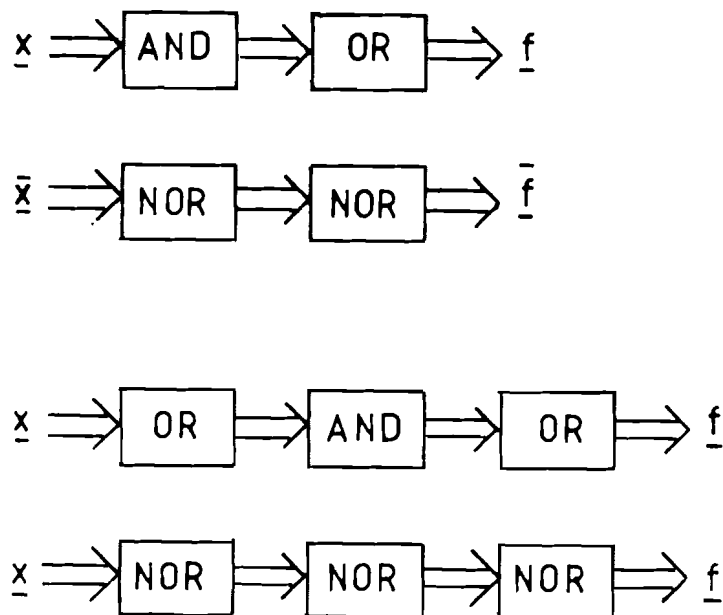 x̲ AND OR f̲
x̲̄ NOR NOR f̲̄
x̲ OR AND OR f̲
x̲ NOR NOR NOR f̲